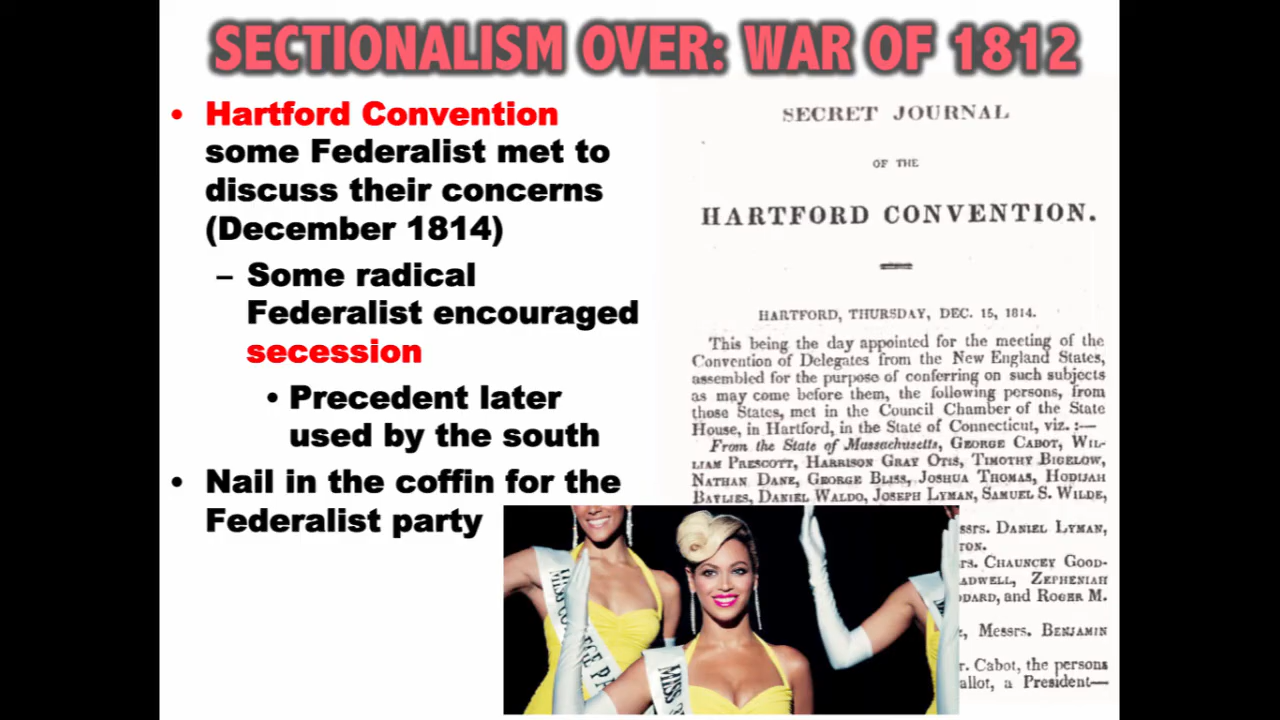 SECTIONALISM OVER: WAR OF 1812
• Hartford Convention
some Federalist met to
discuss their concerns
(December 1814)
– Some radical
Federalist encouraged
secession
• Precedent later
used by the south
• Nail in the coffin for the
Federalist party
SECRET JOURNAL
OF THE
HARTFORD CONVENTION.
HARTFORD, THURSDAY, DEC. 15, 1814.
This being the day appointed for the meeting of the
Convention of Delegates from the New England States,
assembled for the purpose of conferring on such subjects
as may come before them, the following persons, from
those States, met in the Council Chamber of the State
House, in Hartford, in the State of Connecticut, viz. :—
From the State of Massachusetts, GEORGE CABOT, WIL-
LIAM PRESCOTT, HARRISON GRAY OTIS, TIMOTHY BIGELOW,
NATHAN DANE, GEORGE BLISS, JOSHUA THOMAS, HODIJAH
BAYLIES, DANIEL WALDO, JOSEPH LYMAN, SAMUEL S. WILDE,
ssrs. DANIEL LYMAN,
TON.
rs. CHAUNCEY GOOD-
ADWELL, ZEPHENIAH
DDARD, and ROGER M.
Messrs. BENJAMIN
r. Cabot, the persons
allot, a President—
MISS
MISS